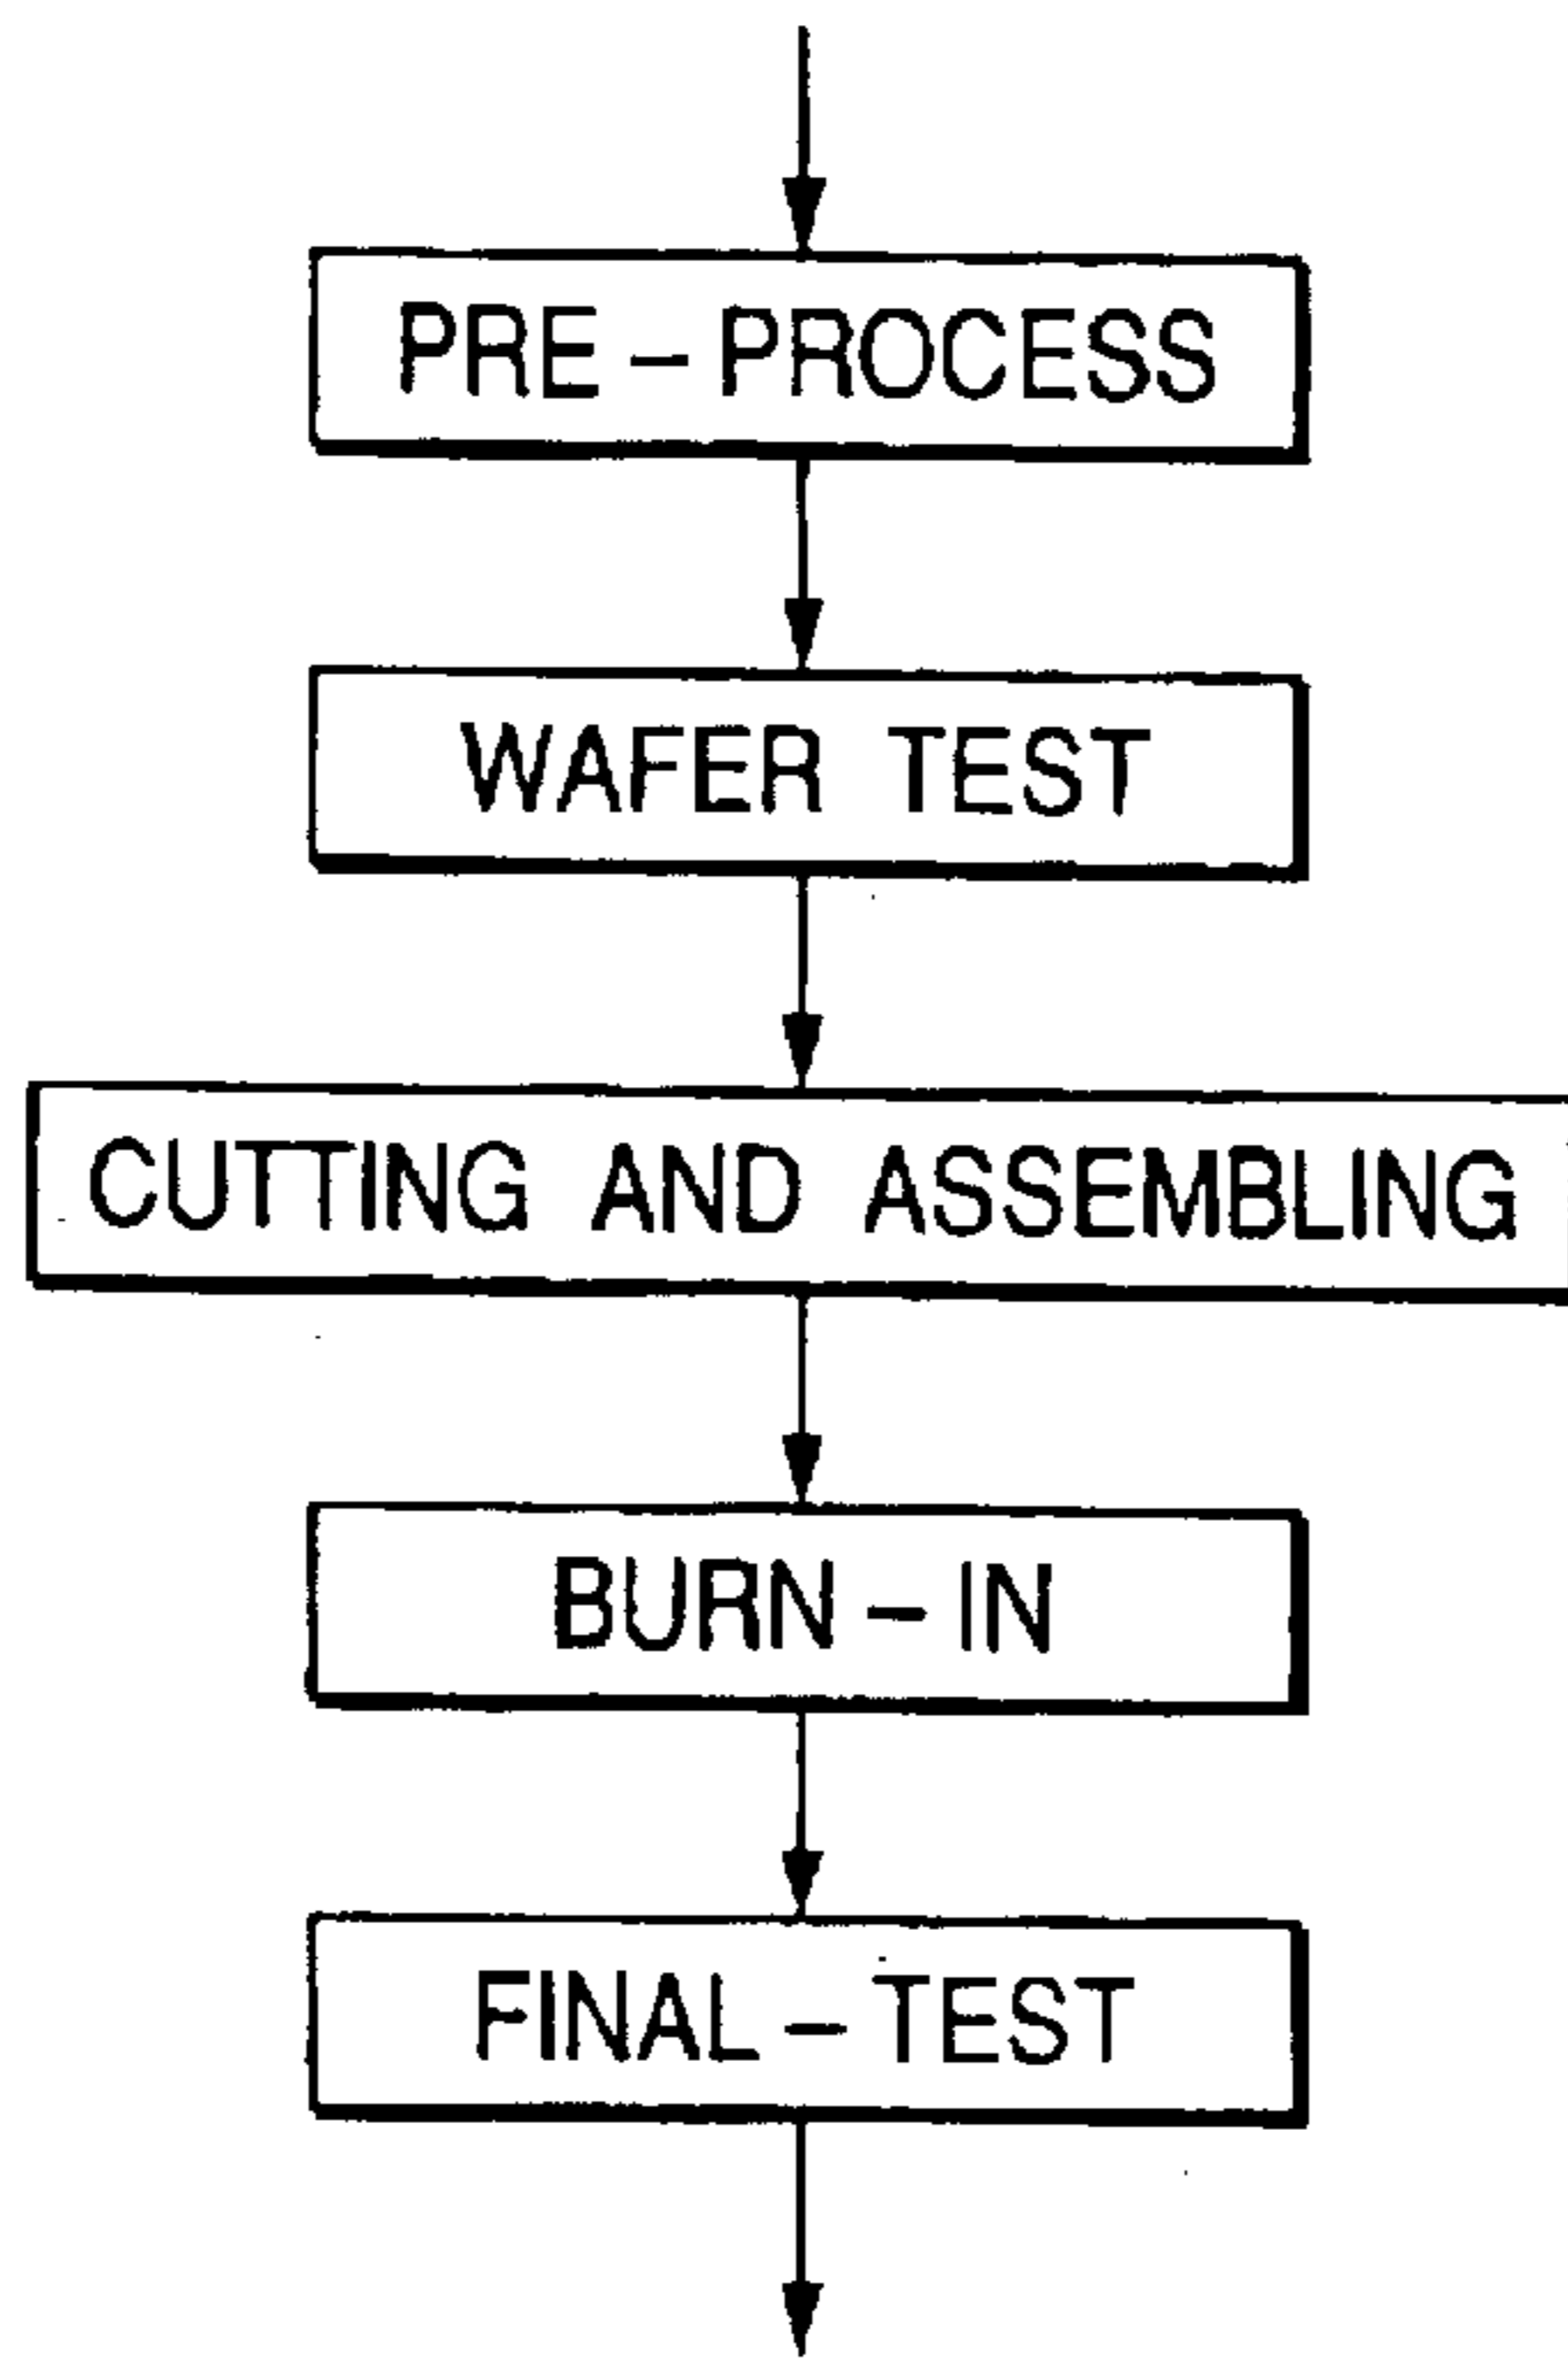 PRE-PROCESS
WAFER TEST
CUTTING AND ASSEMBLING
BURN-IN
FINAL-TEST